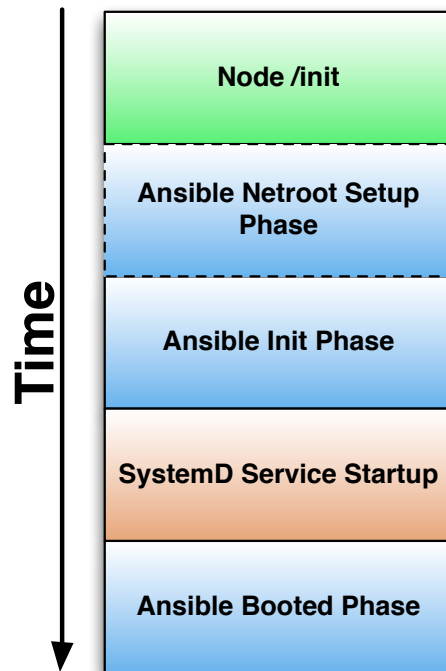 Time
Node /init
Ansible Netroot Setup
Phase
Ansible Init Phase
SystemD Service Startup
Ansible Booted Phase